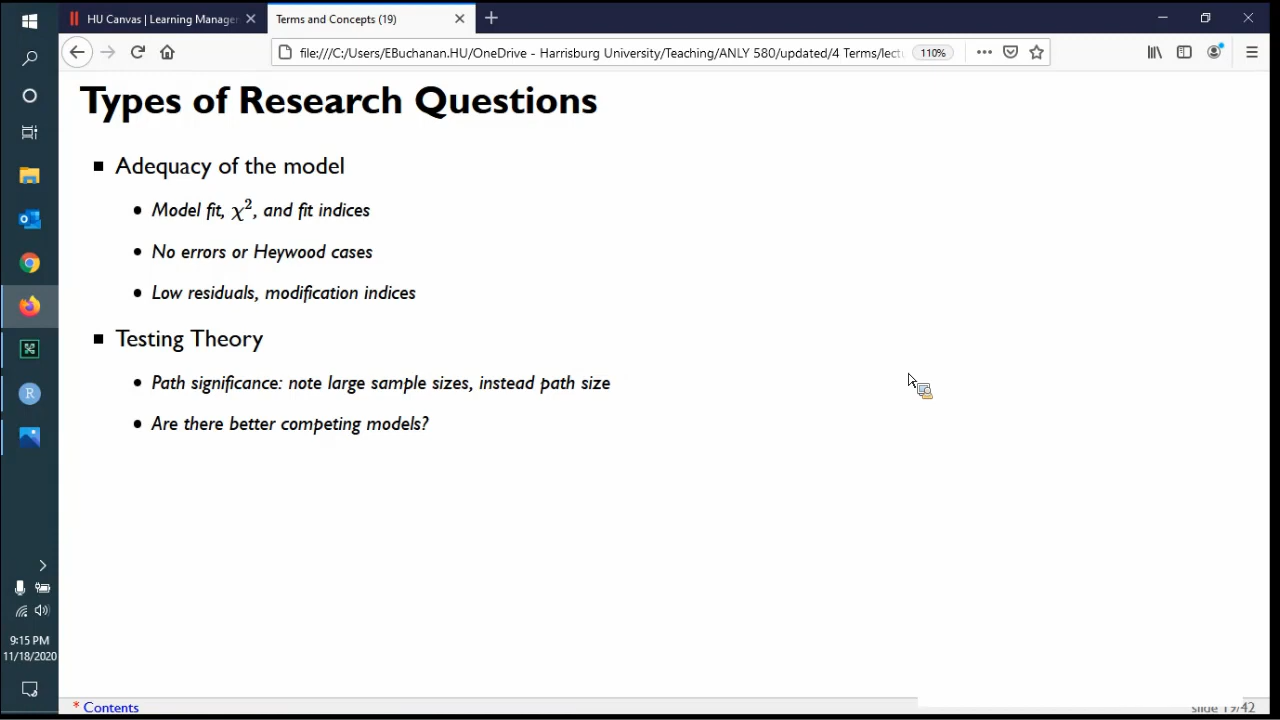 HU Canvas | Learning Manage
Terms and Concepts (19)
file:///C:/Users/EBuchanan.HU/OneDrive - Harrisburg University/Teaching/ANLY 580/updated/4 Terms/lect
110%
Types of Research Questions
Adequacy of the model
Model fit, χ², and fit indices
No errors or Heywood cases
Low residuals, modification indices
Testing Theory
Path significance: note large sample sizes, instead path size
Are there better competing models?
9:15 PM
11/18/2020
* Contents
slide 19/42